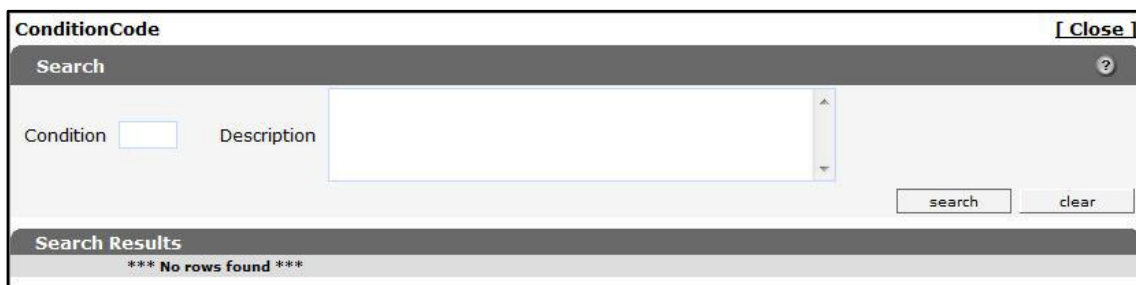 ConditionCode [ Close ]
Search ?
Condition Description
search clear
Search Results
*** No rows found ***